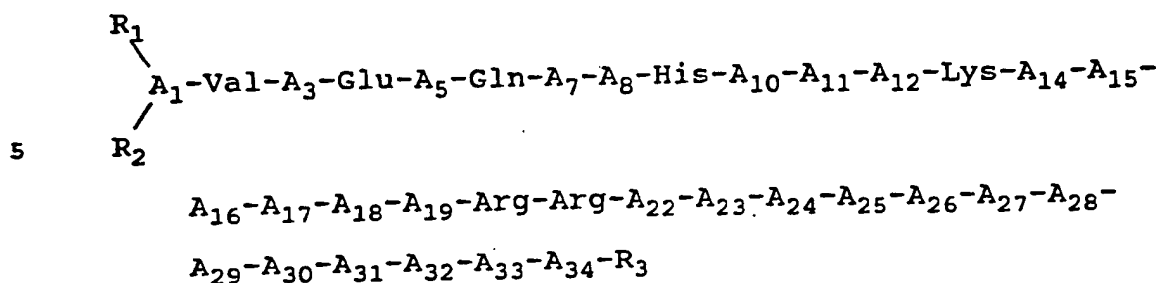 R₁
A₁-Val-A₃-Glu-A₅-Gln-A₇-A₈-His-A₁₀-A₁₁-A₁₂-Lys-A₁₄-A₁₅-
5 R₂
A₁₆-A₁₇-A₁₈-A₁₉-Arg-Arg-A₂₂-A₂₃-A₂₄-A₂₅-A₂₆-A₂₇-A₂₈-
A₂₉-A₃₀-A₃₁-A₃₂-A₃₃-A₃₄-R₃